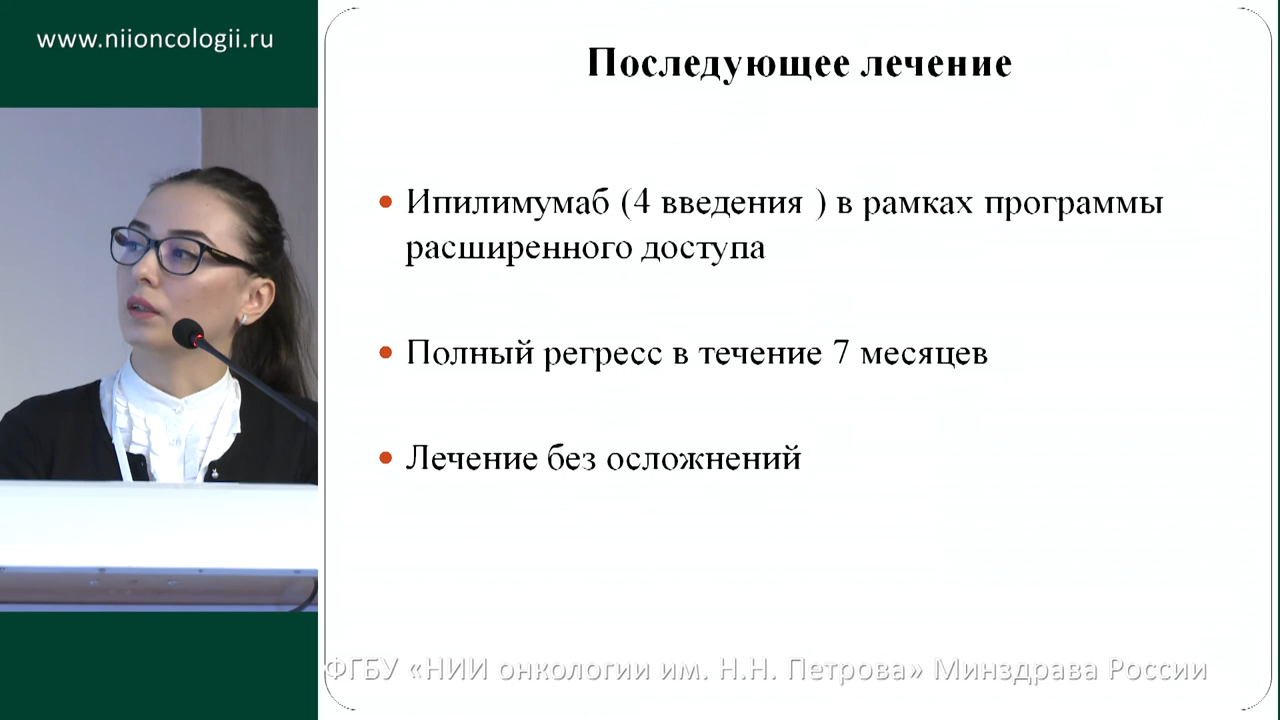 www.niioncologii.ru
Последующее лечение
Ипилимумаб (4 введения ) в рамках программы
расширенного доступа
Полный регресс в течение 7 месяцев
Лечение без осложнений
ФГБУ «НИИ онкологии им. Н.Н. Петрова» Минздрава России